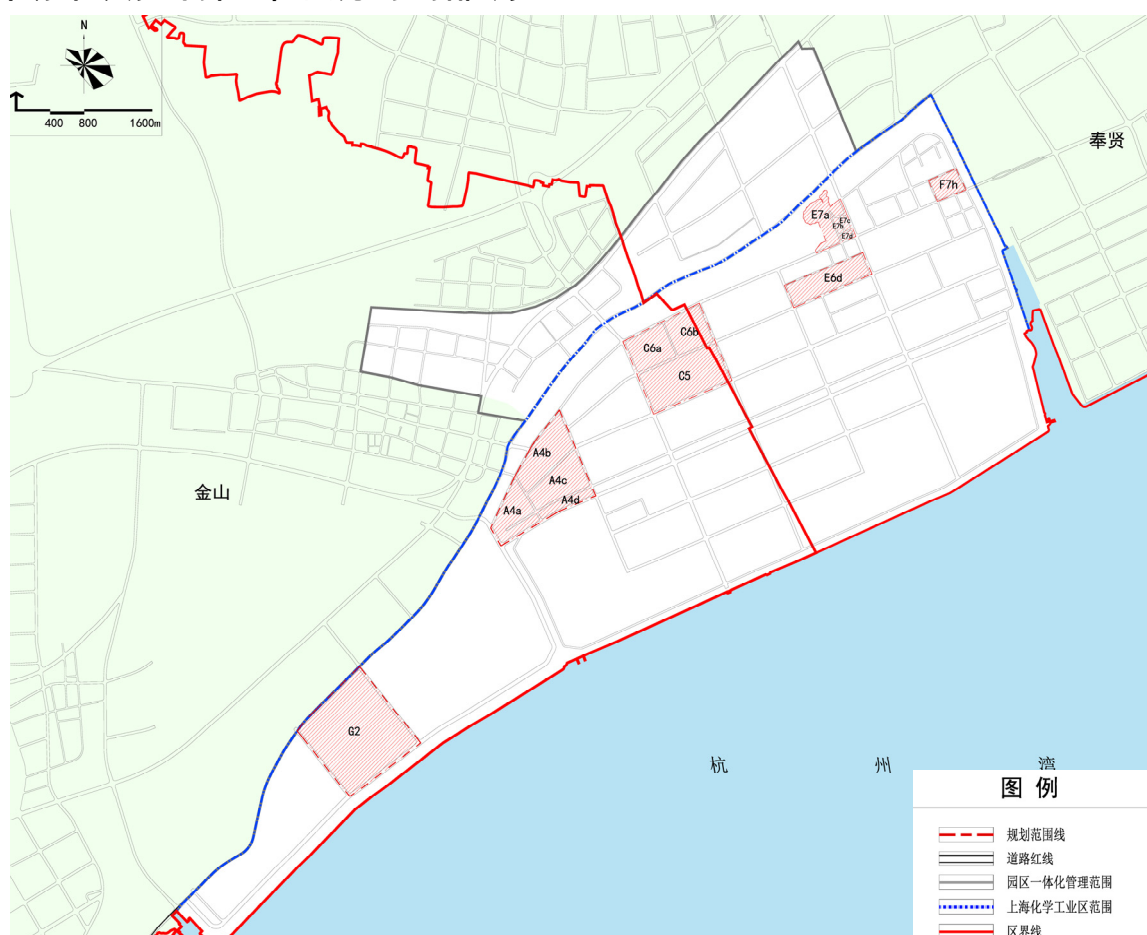 N
400 800 1600m
奉贤
F7h
E7a
E7c
E7b
E7d
E6d
C6b
C6a
C5
A4b
A4c
A4d
A4a
金山
G2
杭 州 湾
图 例
规划范围线
道路红线
园区一体化管理范围
上海化学工业区范围
区界线